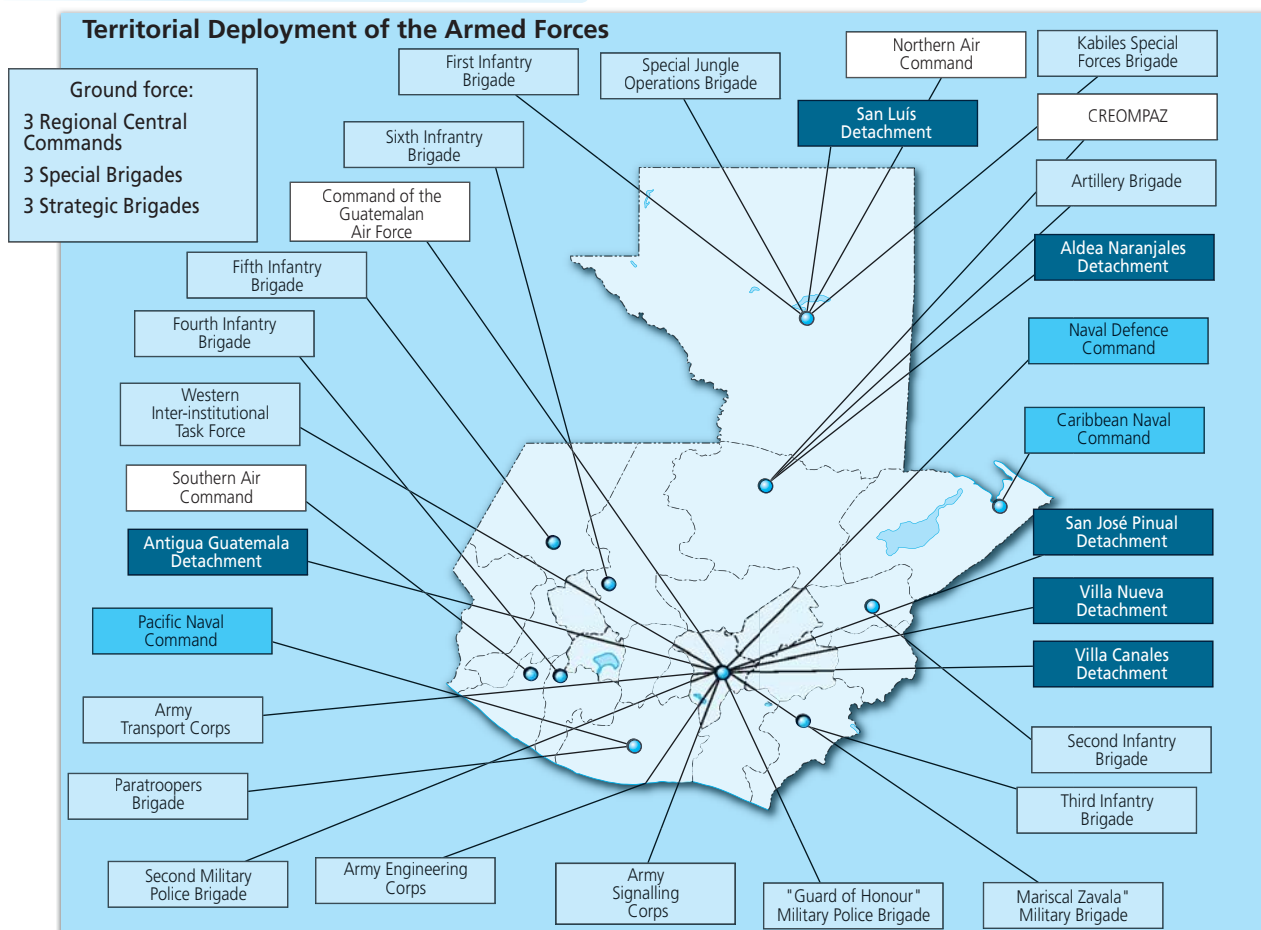 Territorial Deployment of the Armed Forces
Ground force:
3 Regional Central
Commands
3 Special Brigades
3 Strategic Brigades
First Infantry
Brigade
Special Jungle
Operations Brigade
Northern Air
Command
Kabiles Special
Forces Brigade
San Luís
Detachment
CREOMPAZ
Sixth Infrantry
Brigade
Artillery Brigade
Command of the
Guatemalan
Air Force
Aldea Naranjales
Detachment
Fifth Infantry
Brigade
Fourth Infantry
Brigade
Naval Defence
Command
Western
Inter-institutional
Task Force
Caribbean Naval
Command
Southern Air
Command
Antigua Guatemala
Detachment
San José Pinual
Detachment
Pacific Naval
Command
Villa Nueva
Detachment
Villa Canales
Detachment
Army
Transport Corps
Second Infantry
Brigade
Paratroopers
Brigade
Third Infantry
Brigade
Second Military
Police Brigade
Army Engineering
Corps
Army
Signalling
Corps
"Guard of Honour"
Military Police Brigade
Mariscal Zavala"
Military Brigade